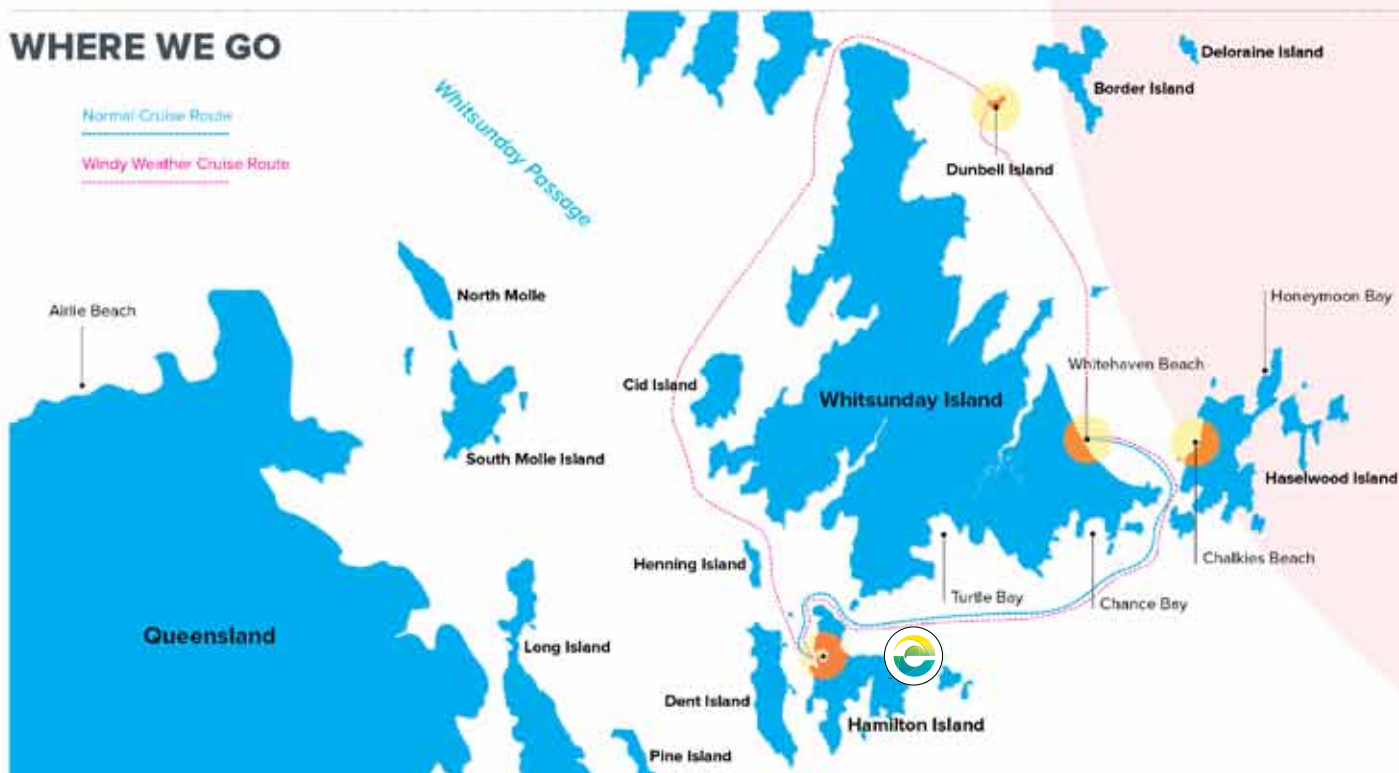 WHERE WE GO
Normal Cruise Route
Windy Weather Cruise Route
Whitsunday Passage
Deloraine Island
Border Island
Dunbell Island
North Molle
Airlie Beach
Honeymoon Bay
Whitehaven Beach
Cid Island
Whitsunday Island
South Molle Island
Haselwood Island
Chalkies Beach
Henning Island
Turtle Bay
Chance Bay
Queensland
Long Island
Dent Island
Hamilton Island
Pine Island